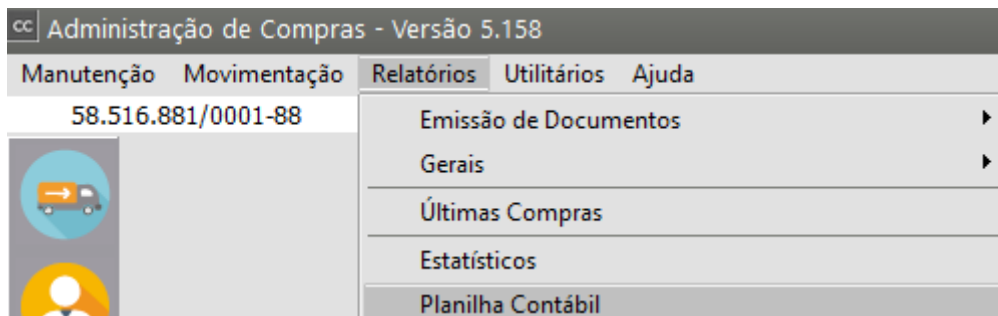 CC Administração de Compras - Versão 5.158
Manutenção Movimentação Relatórios Utilitários Ajuda
58.516.881/0001-88
Emissão de Documentos
Gerais
Últimas Compras
Estatísticos
Planilha Contábil